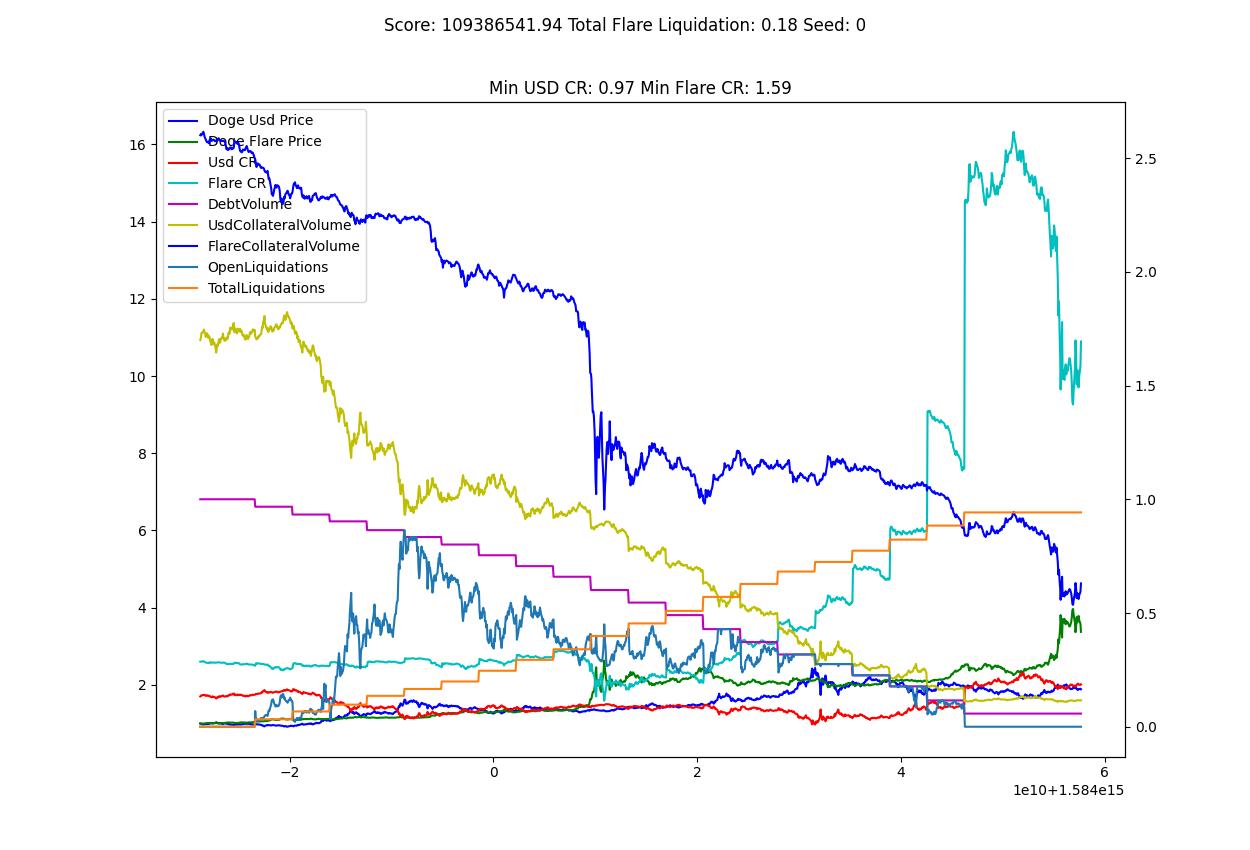 Score: 109386541.94 Total Flare Liquidation: 0.18 Seed: 0
Min USD CR: 0.97 Min Flare CR: 1.59
Doge Usd Price
Doge Flare Price
Usd CR
Flare CR
DebtVolume
UsdCollateralVolume
FlareCollateralVolume
OpenLiquidations
TotalLiquidations
16
14
12
10
8
6
4
2
2.5
2.0
1.5
1.0
0.5
0.0
−2 0 2 4 6
1e10+1.584e15